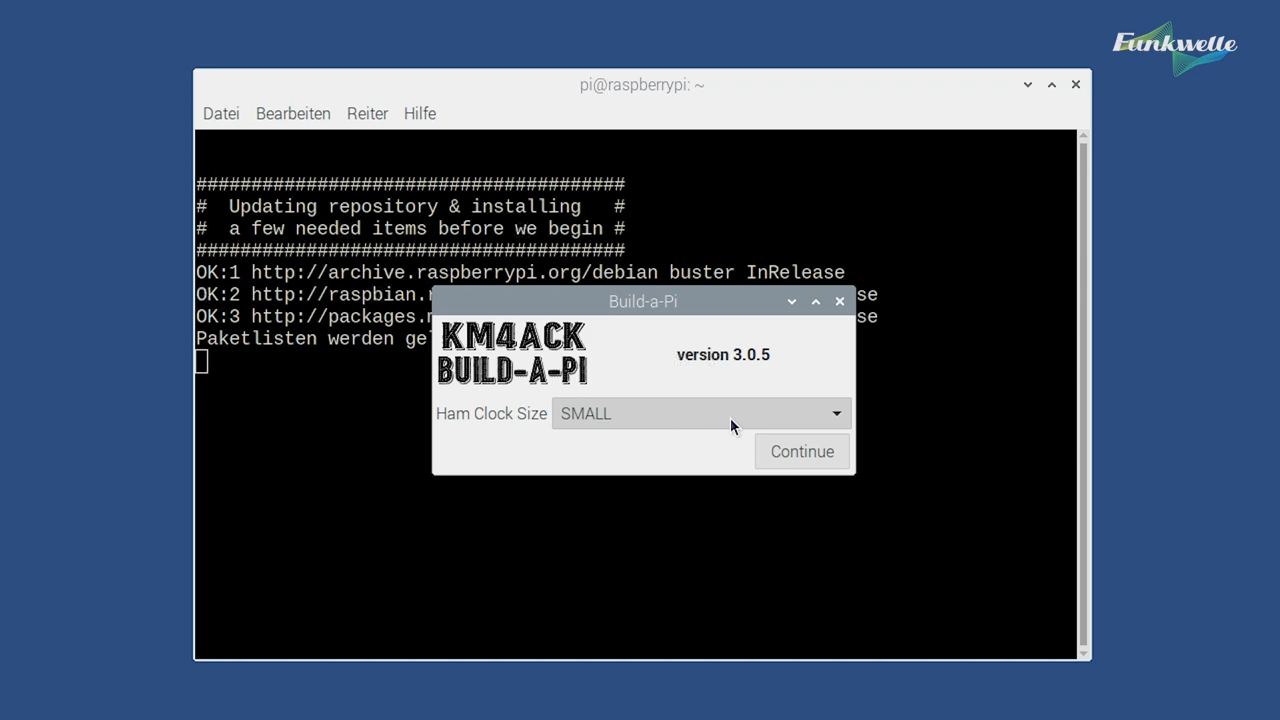 Funkwelle
pi@raspberrypi: ~
Datei Bearbeiten Reiter Hilfe
#######################################
# Updating repository & installing #
# a few needed items before we begin #
#######################################
OK:1 http://archive.raspberrypi.org/debian buster InRelease
OK:2 http://raspbian.r se
OK:3 http://packages. se
Paketlisten werden ge
Build-a-Pi
KM4ACK
BUILD-A-PI
version 3.0.5
Ham Clock Size SMALL
Continue